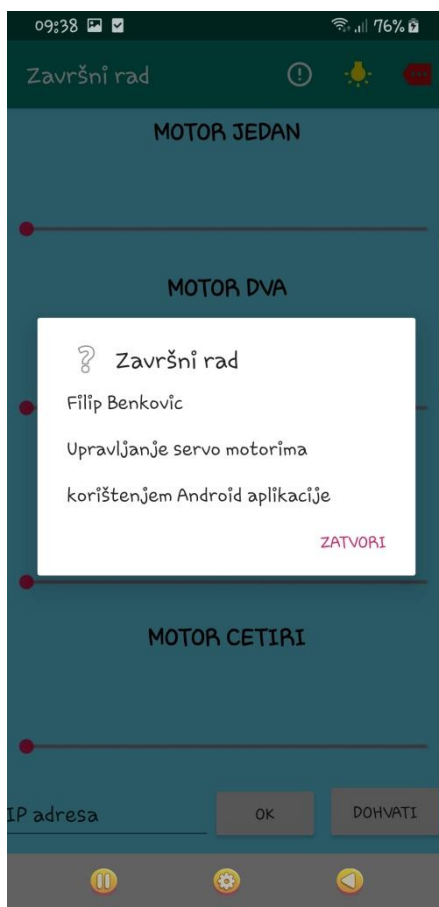 09:38
76%
Završni rad
MOTOR JEDAN
MOTOR DVA
Završni rad
Filip Benkovic
Upravljanje servo motorima
korištenjem Android aplikacije
ZATVORI
MOTOR CETIRI
IP adresa
OK
DOHVATI